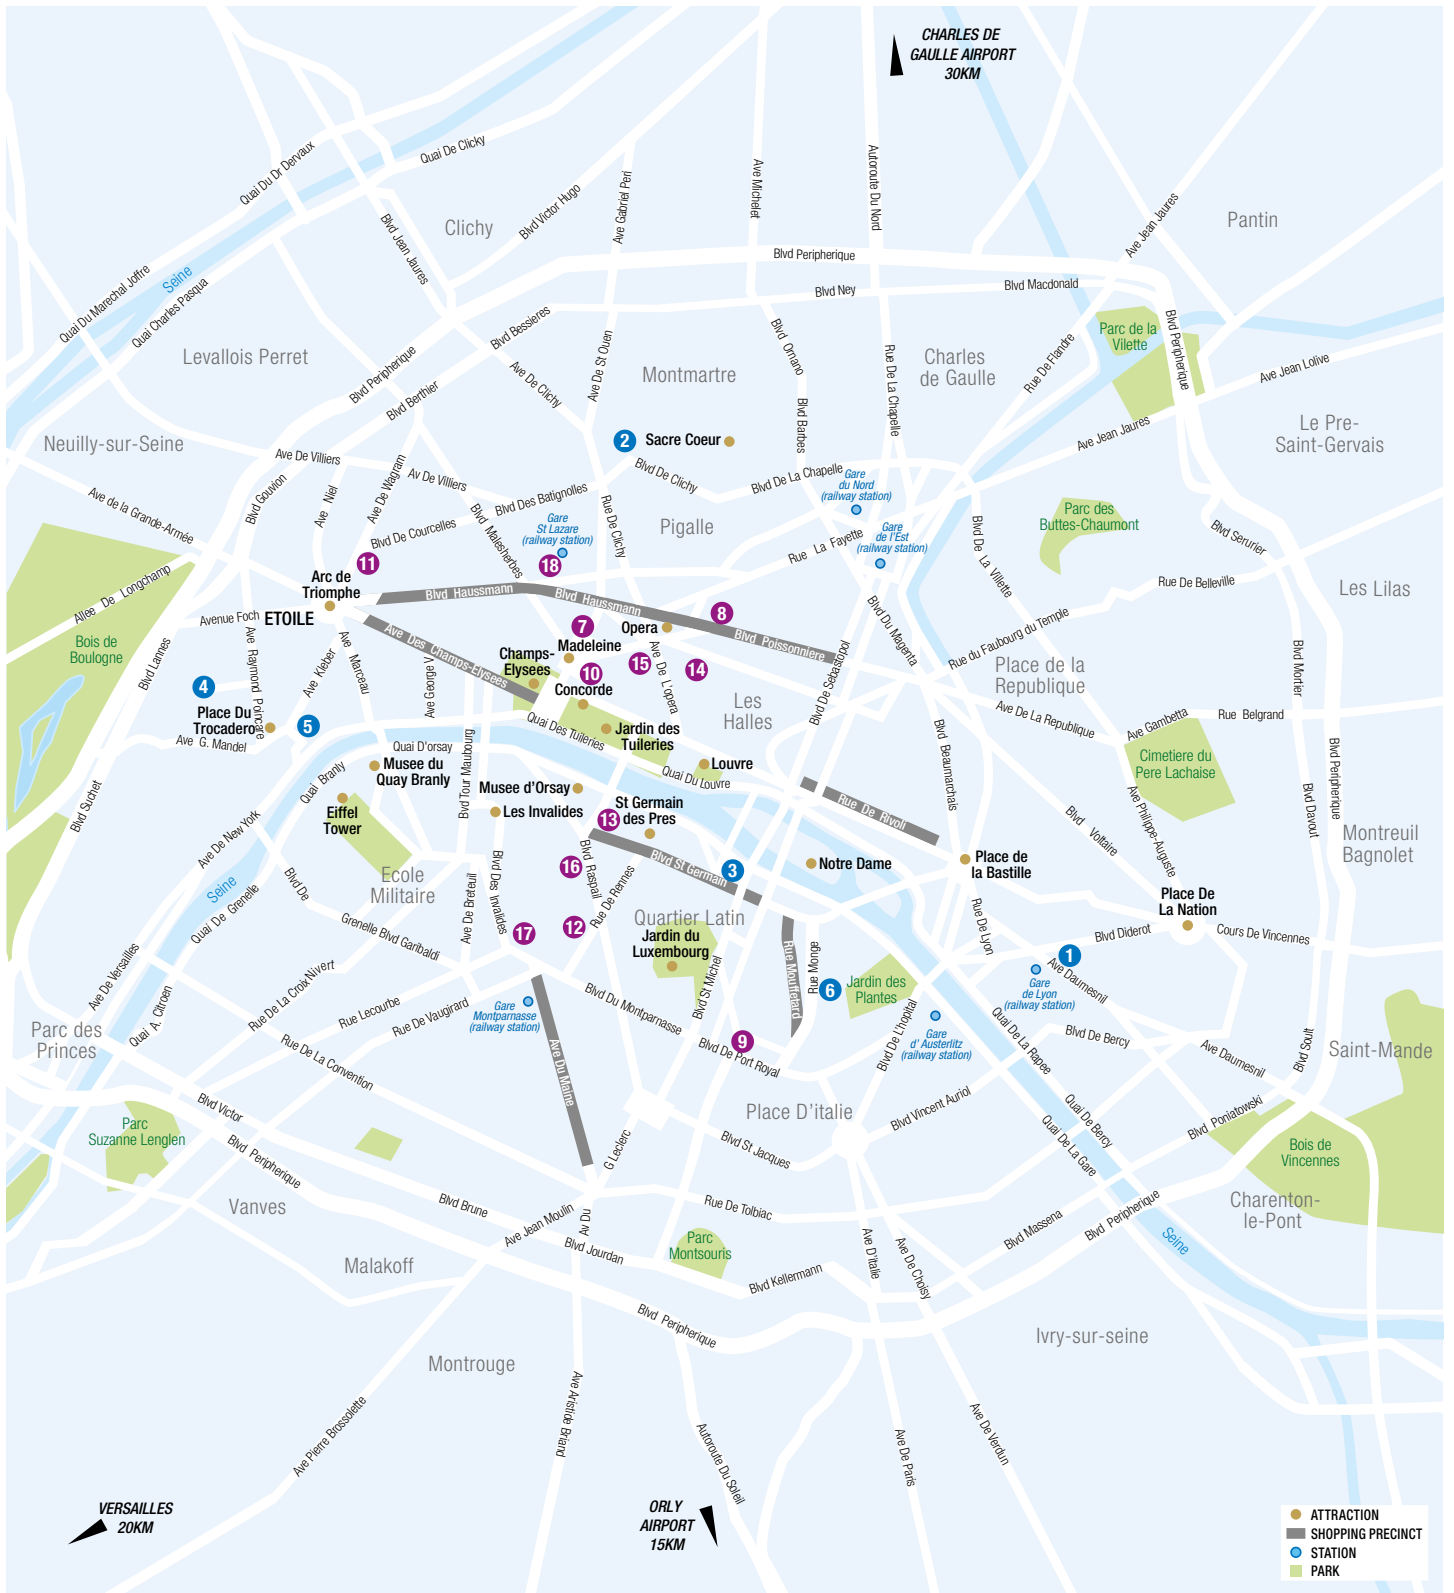 CHARLES DE
GAULLE AIRPORT
30KM
Quai De Clicky
Quai Du Dr Dervaux
Blvd Victor Hugo
Ave Gabriel Peri
Ave Michelet
Autoroute Du Nord
Ave Jean Jaures
Pantin
Clichy
Blvd Jean Jaures
Blvd Peripherique
Seine
Quai Du Marechal Joffre
Quai Charles Pasqua
Blvd Ney
Blvd Macdonald
Blvd Bessieres
Parc de la
Vilette
Blvd Peripherique
Levallois Perret
Blvd Peripherique
Blvd Berthier
Ave De Clichy
Ave De St Ouen
Montmartre
Blvd Ornano
Rue De La Chapelle
Charles
de Gaulle
Rue De Flandre
Ave Jean Lolive
Neuilly-sur-Seine
2
Sacre Coeur
Blvd Barbes
Ave Jean Jaures
Le Pre-
Saint-Gervais
Ave De Villiers
Av De Villiers
Blvd De Clichy
Blvd De La Chapelle
Gare
du Nord
(railway station)
Ave de la Grande-Armée
Blvd Gouvion
Ave Niel
Ave De Wagram
Blvd Des Batignolles
Blvd De Courcelles
Blvd Malesherbes
Gare
St Lazare
(railway station)
Rue De Clichy
Pigalle
Rue La Fayette
Gare
de l'Est
(railway station)
Blvd De La Villette
Parc des
Buttes-Chaumont
Blvd Serurier
11
18
Arc de
Triomphe
ETOILE
Allee De Longchamp
Avenue Foch
Blvd Haussmann
Blvd Haussmann
8
Blvd Poissonniere
Rue De Belleville
Les Lilas
Bois de
Boulogne
Blvd Lannes
Ave Raymond Poincare
Ave Kleber
Ave Marceau
Ave Des Champs-Elysees
Ave GeorgeV
7
Madeleine
Opera
Champs-
Elysees
10
15
14
Ave De L'opera
Concorde
Les
Halles
Blvd De Sebastopol
Blvd Du Magenta
Rue du Faubourg du Temple
Place de la
Republique
Blvd Mortier
4
Place Du
Trocadero
5
Ave G. Mandel
Quai D'orsay
Quai Des Tuileries
Jardin des
Tuileries
Ave De La Republique
Ave Gambetta
Rue Belgrand
Blvd Beaumarchais
Cimetiere du
Pere Lachaise
Blvd Peripherique
Musee du
Quay Branly
Quai Branly
Blvd Tour Maubourg
Musee d'Orsay
Les Invalides
Quai Du Louvre
Louvre
Rue De Rivoli
Blvd Suchet
Eiffel
Tower
St Germain
des Pres
13
Blvd Voltaire
Ave Philippe-Auguste
Blvd Davout
Montreuil
Bagnolet
Ave De New York
Ecole
Militaire
Blvd St Germain
3
Notre Dame
Place de
la Bastille
Seine
Quai De Grenelle
Blvd De
Grenelle Blvd Garibaldi
Ave De Breteuil
Blvd Des Invalides
16
Blvd Raspail
Rue De Rennes
Quartier Latin
Jardin du
Luxembourg
Place De
La Nation
17
12
Rue De Lyon
Blvd Diderot
Cours De Vincennes
1
Ave De Versailles
Quai A. Citroen
Rue De La Croix Nivert
Rue Lecourbe
Rue De Vaugirard
Gare
Montparnasse
(railway station)
Blvd Du Montparnasse
Blvd St Michel
Rue Mouffetard
Rue Monge
6
Jardin des
Plantes
Gare
de Lyon
(railway station)
Ave Daumesnil
Parc des
Princes
Rue De La Convention
Ave Du Maine
9
Blvd De Port Royal
Blvd De L'hopital
Gare
d' Austerlitz
(railway station)
Quai De La Rapee
Blvd De Bercy
Ave Daumesnil
Blvd Soult
Saint-Mande
Parc
Suzanne Lenglen
Blvd Victor
Blvd Peripherique
G Leclerc
Av Du
Place D'italie
Blvd Vincent Auriol
Blvd St Jacques
Quai De Bercy
Quai De La Gare
Blvd Poniatowski
Bois de
Vincennes
Vanves
Blvd Brune
Ave Jean Moulin
Blvd Jourdan
Rue De Tolbiac
Parc
Montsouris
Ave D'italie
Ave De Choisy
Blvd Massena
Blvd Peripherique
Charenton-
le-Pont
Seine
Malakoff
Blvd Kellermann
Blvd Peripherique
Ivry-sur-seine
Montrouge
Ave Pierre Brossolette
Ave Aristide Briand
Autoroute Du Soleil
Ave De Paris
Ave De Verdun
VERSAILLES
20KM
ORLY
AIRPORT
15KM
ATTRACTION
SHOPPING PRECINCT
STATION
PARK